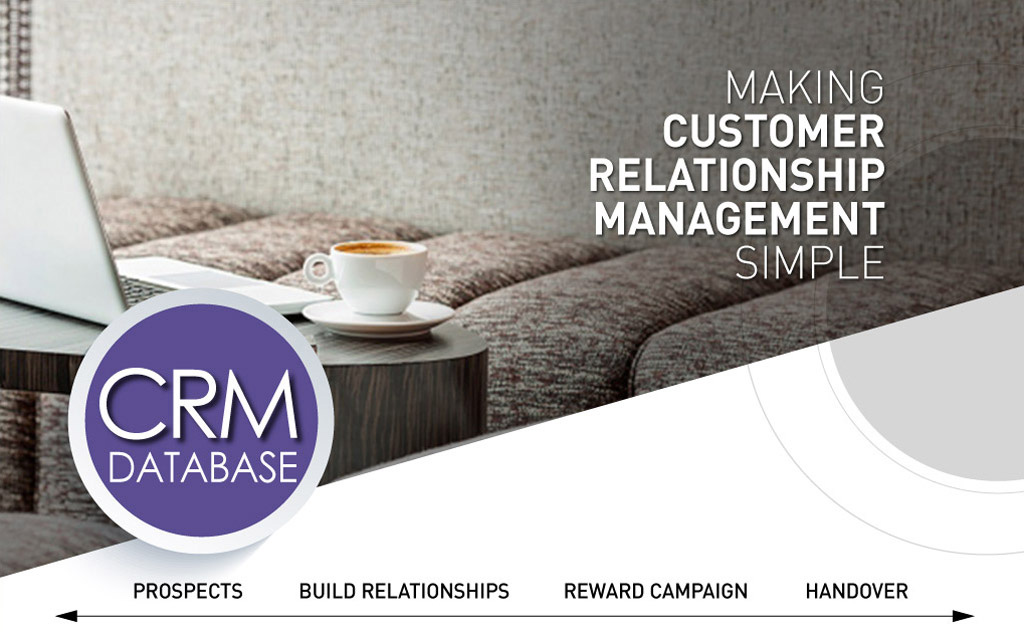 MAKING
CUSTOMER
RELATIONSHIP
MANAGEMENT
SIMPLE
CRM
DATABASE
PROSPECTS BUILD RELATIONSHIPS REWARD CAMPAIGN HANDOVER